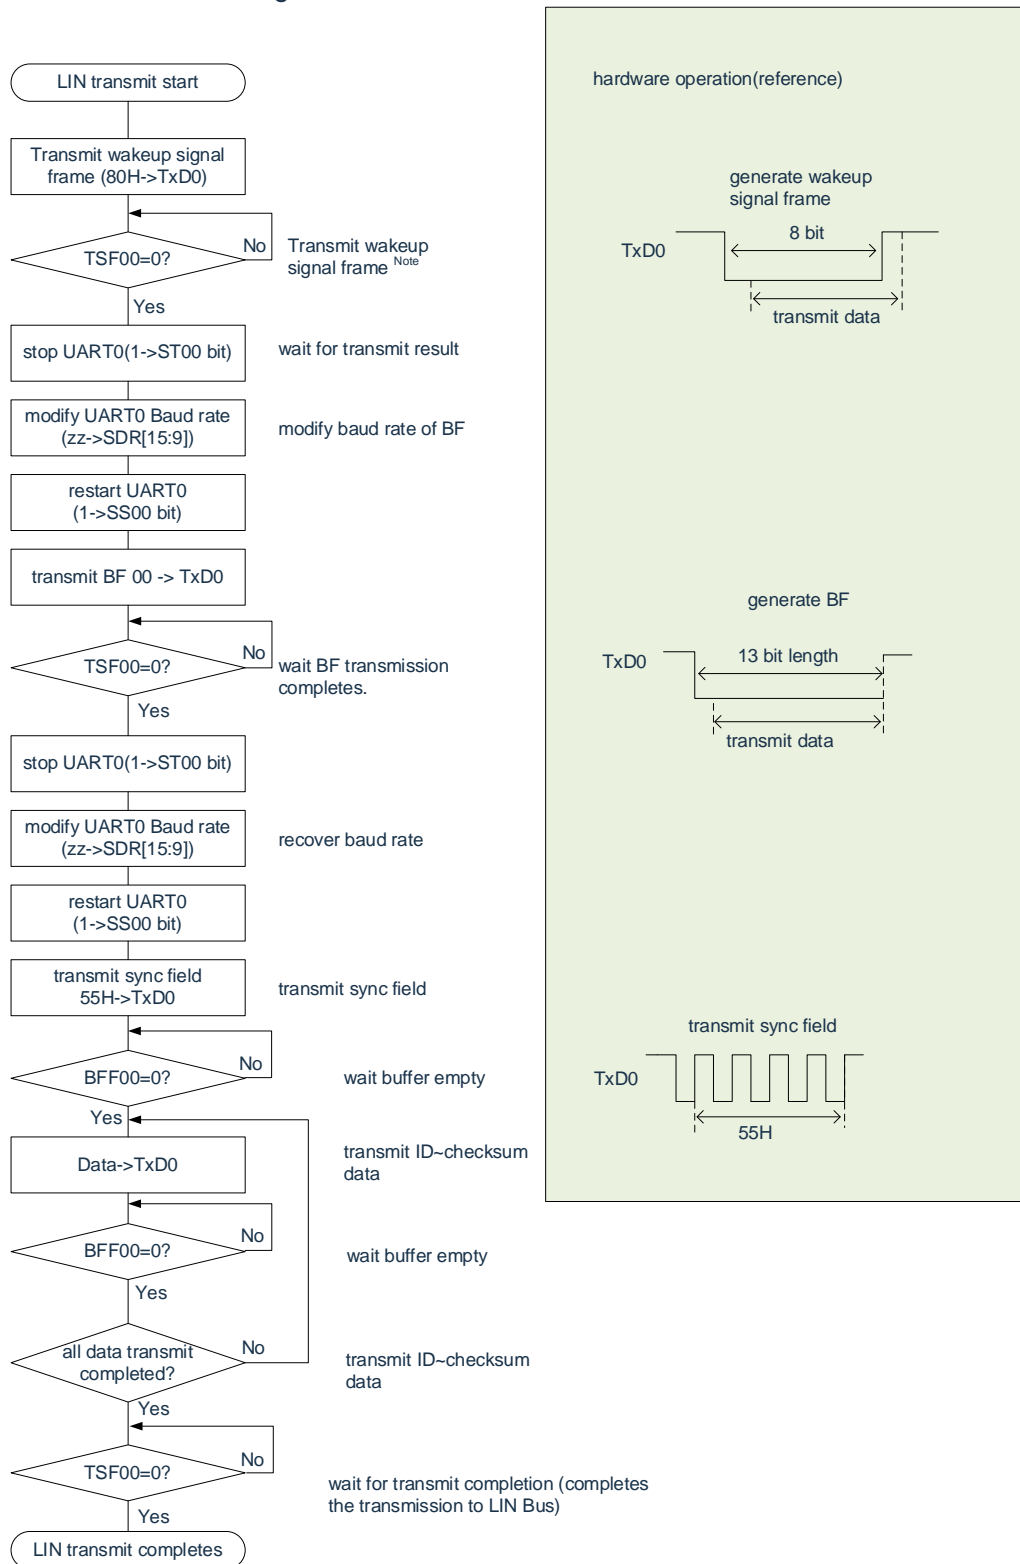 LIN transmit start
hardware operation(reference)
Transmit wakeup signal
frame (80H->TxD0)
generate wakeup
signal frame
TSF00=0?
No
Transmit wakeup
signal frame Note
TxD0
8 bit
transmit data
Yes
stop UART0(1->ST00 bit)
wait for transmit result
modify UART0 Baud rate
(zz->SDR[15:9])
modify baud rate of BF
restart UART0
(1->SS00 bit)
transmit BF 00 -> TxD0
generate BF
TSF00=0?
No
wait BF transmission
completes.
TxD0
13 bit length
transmit data
Yes
stop UART0(1->ST00 bit)
modify UART0 Baud rate
(zz->SDR[15:9])
recover baud rate
restart UART0
(1->SS00 bit)
transmit sync field
55H->TxD0
transmit sync field
transmit sync field
BFF00=0?
No
wait buffer empty
TxD0
55H
Yes
Data->TxD0
transmit ID~checksum
data
BFF00=0?
No
wait buffer empty
Yes
all data transmit
completed?
No
transmit ID~checksum
data
Yes
TSF00=0?
No
wait for transmit completion (completes
the transmission to LIN Bus)
Yes
LIN transmit completes